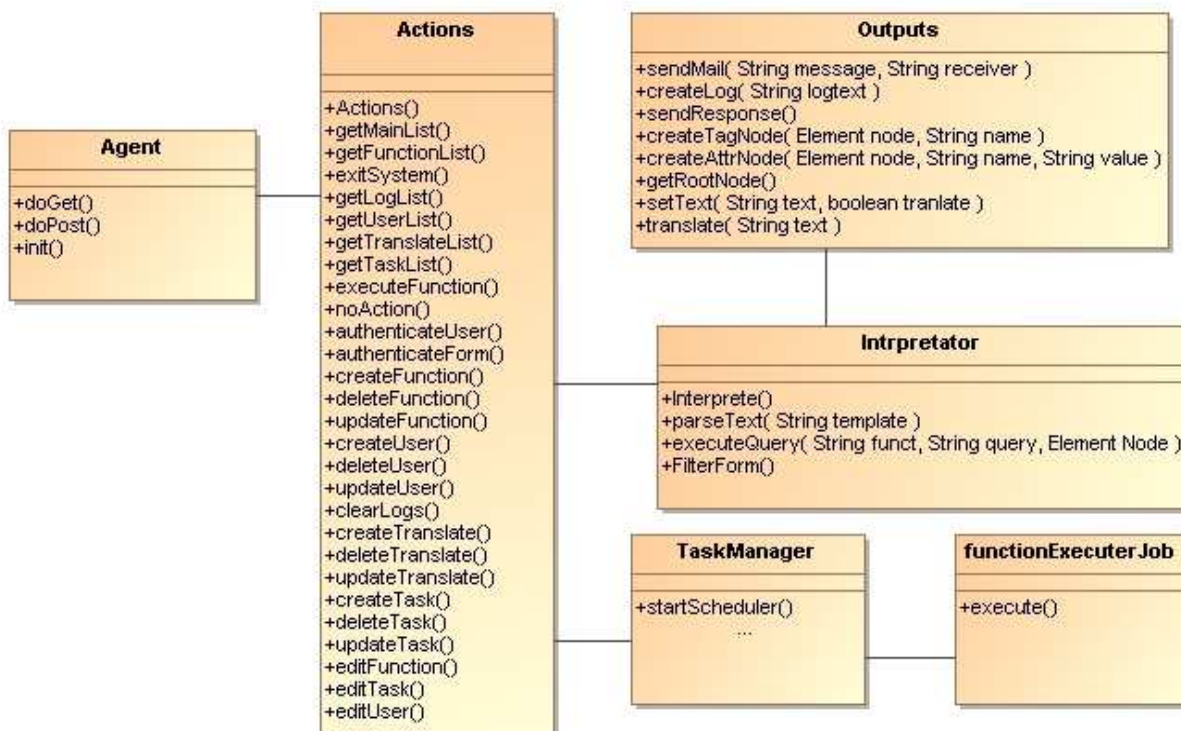 Agent
+doGet()
+doPost()
+init()
Actions
+Actions()
+getMainList()
+getFunctionList()
+exitSystem()
+getLogList()
+getUserList()
+getTranslateList()
+getTaskList()
+executeFunction()
+noAction()
+authenticateUser()
+authenticateForm()
+createFunction()
+deleteFunction()
+updateFunction()
+createUser()
+deleteUser()
+updateUser()
+clearLogs()
+createTranslate()
+deleteTranslate()
+updateTranslate()
+createTask()
+deleteTask()
+updateTask()
+editFunction()
+editTask()
+editUser()
Outputs
+sendMail( String message, String receiver )
+createLog( String logtext )
+sendResponse()
+createTagNode( Element node, String name )
+createAttrNode( Element node, String name, String value )
+getRootNode()
+setText( String text, boolean tranlate )
+translate( String text )
Intrpretator
+Interprete()
+parseText( String template )
+executeQuery( String funct, String query, Element Node )
+FilterForm()
TaskManager
+startScheduler()
...
functionExecuterJob
+execute()